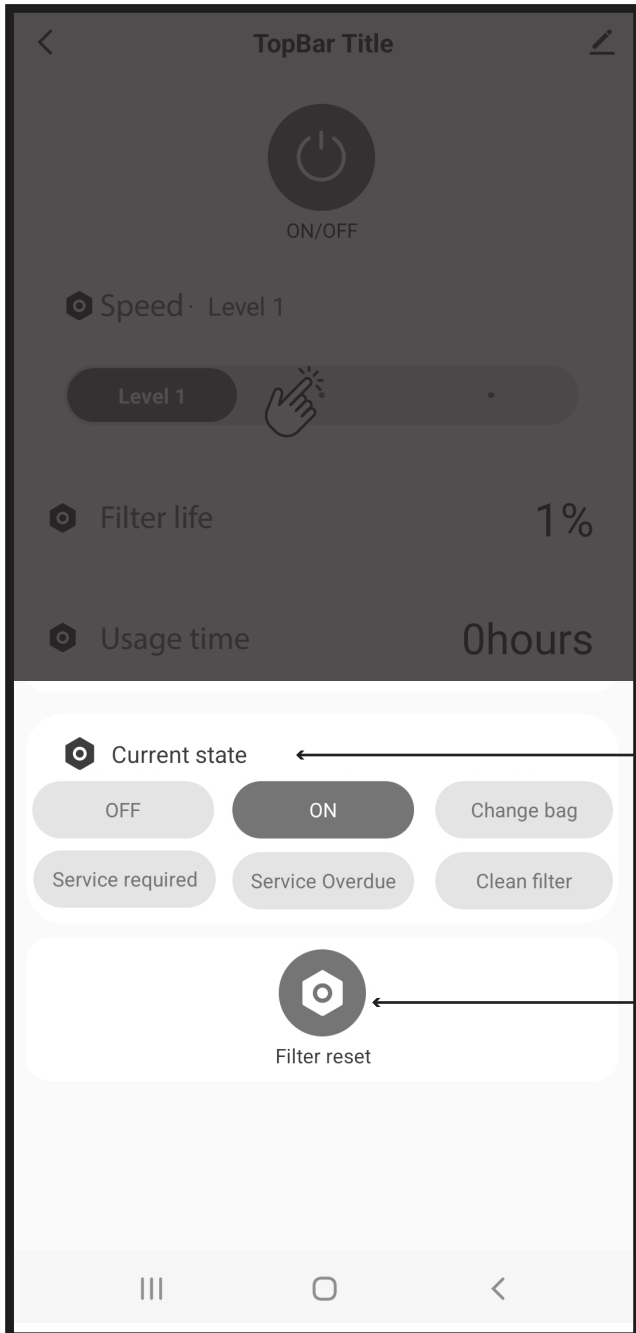 TopBar Title
ON/OFF
Speed · Level 1
Level 1
Filter life 1%
Usage time 0hours
Current state
OFF ON Change bag
Service required Service Overdue Clean filter
Filter reset